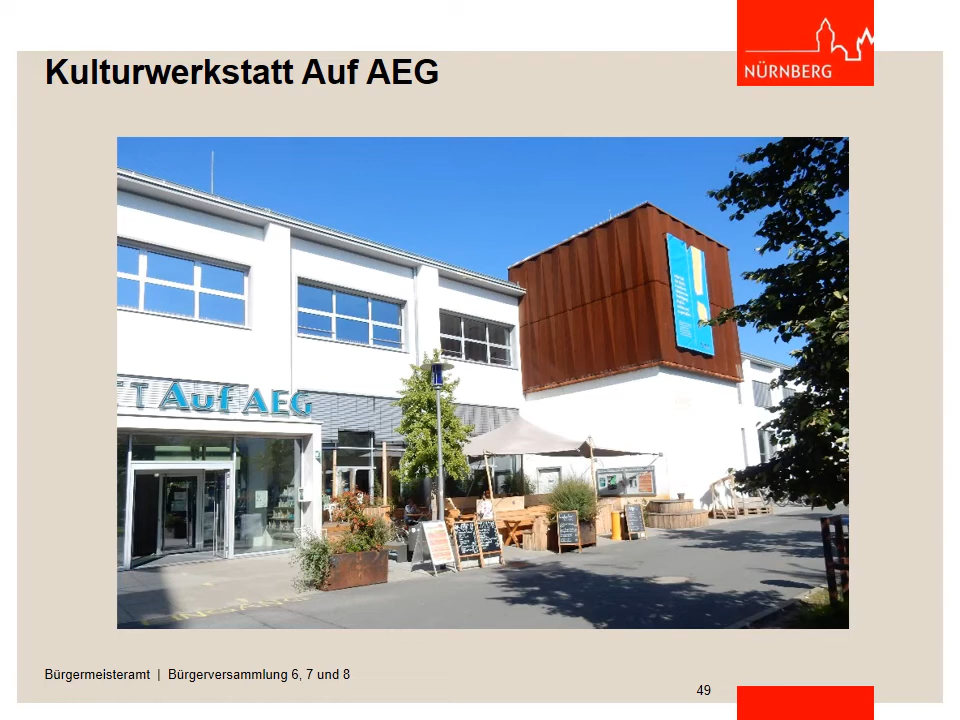 Kulturwerkstatt Auf AEG
NÜRNBERG
T Auf AEG
Bürgermeisteramt | Bürgerversammlung 6, 7 und 8
49